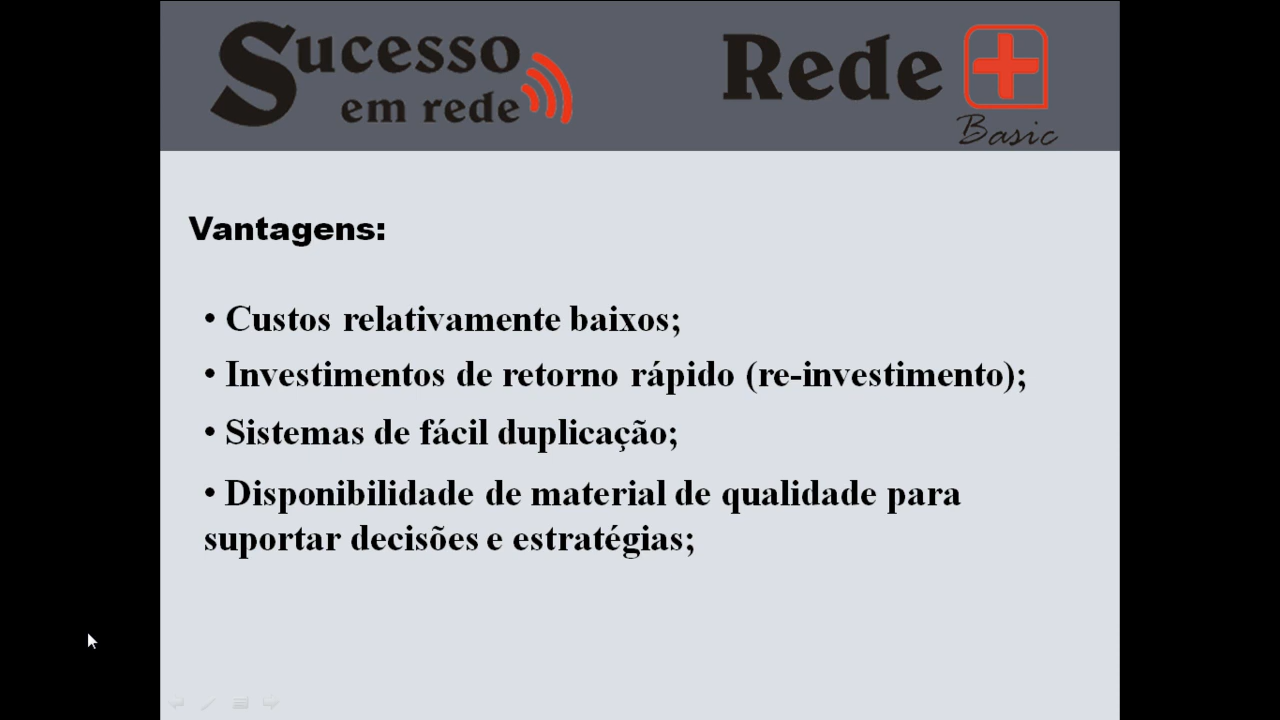 Sucesso
em rede
Rede
Basic
Vantagens:
• Custos relativamente baixos;
• Investimentos de retorno rápido (re-investimento);
• Sistemas de fácil duplicação;
• Disponibilidade de material de qualidade para
suportar decisões e estratégias;